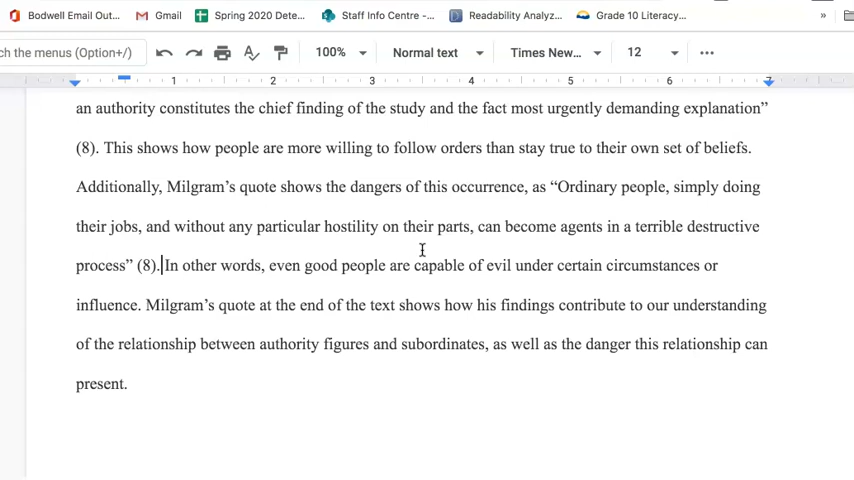 Bodwell Email Out... Gmail Spring 2020 Dete... Staff Info Centre -... Readability Analyz... Grade 10 Literacy... »
ch the menus (Option+/) 100% Normal text Times New... 12
1 2 3 4 5 6 7
an authority constitutes the chief finding of the study and the fact most urgently demanding explanation”
(8). This shows how people are more willing to follow orders than stay true to their own set of beliefs.
Additionally, Milgram’s quote shows the dangers of this occurrence, as “Ordinary people, simply doing
their jobs, and without any particular hostility on their parts, can become agents in a terrible destructive
process” (8). In other words, even good people are capable of evil under certain circumstances or
influence. Milgram’s quote at the end of the text shows how his findings contribute to our understanding
of the relationship between authority figures and subordinates, as well as the danger this relationship can
present.